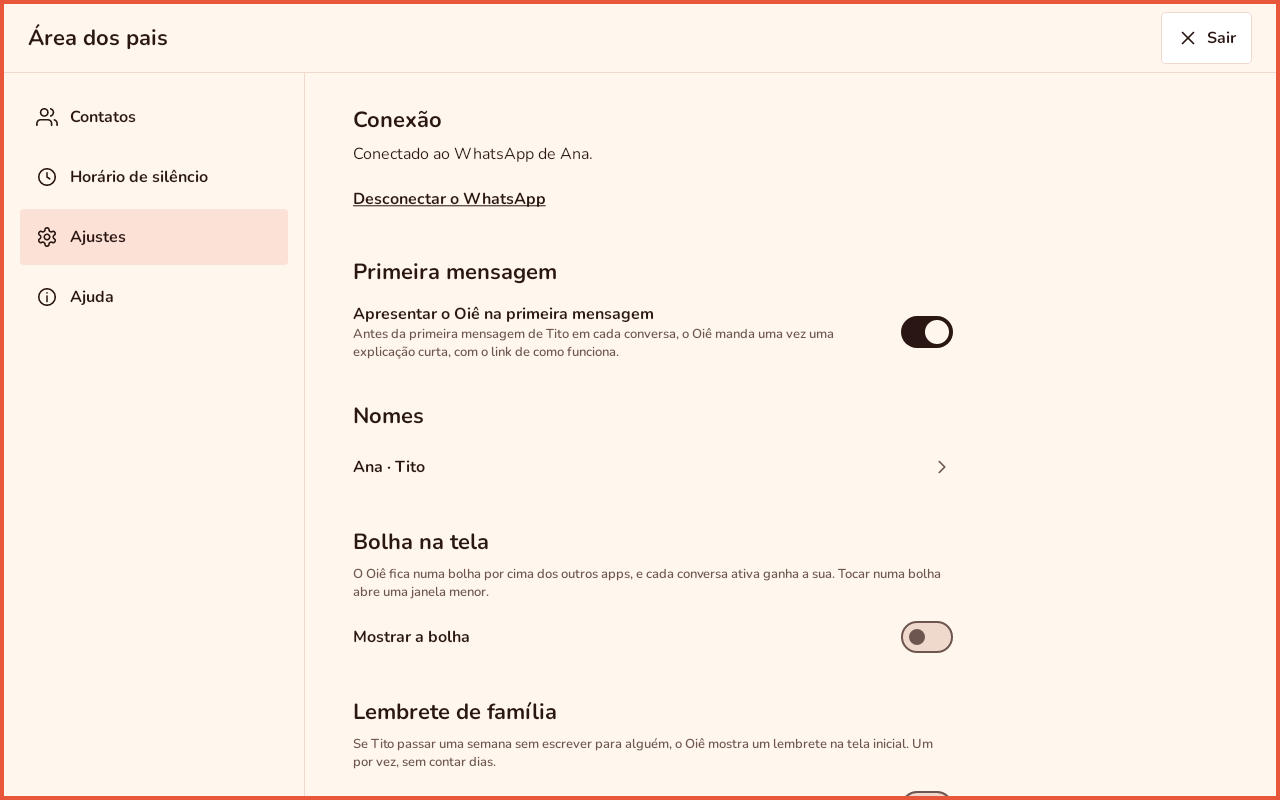 Área dos pais
Sair
Contatos
Horário de silêncio
Ajustes
Ajuda
Conexão
Conectado ao WhatsApp de Ana.
Desconectar o WhatsApp
Primeira mensagem
Apresentar o Oiê na primeira mensagem
Antes da primeira mensagem de Tito em cada conversa, o Oiê manda uma vez uma
explicação curta, com o link de como funciona.
Nomes
Ana · Tito
Bolha na tela
O Oiê fica numa bolha por cima dos outros apps, e cada conversa ativa ganha a sua. Tocar numa bolha
abre uma janela menor.
Mostrar a bolha
Lembrete de família
Se Tito passar uma semana sem escrever para alguém, o Oiê mostra um lembrete na tela inicial. Um
por vez, sem contar dias.